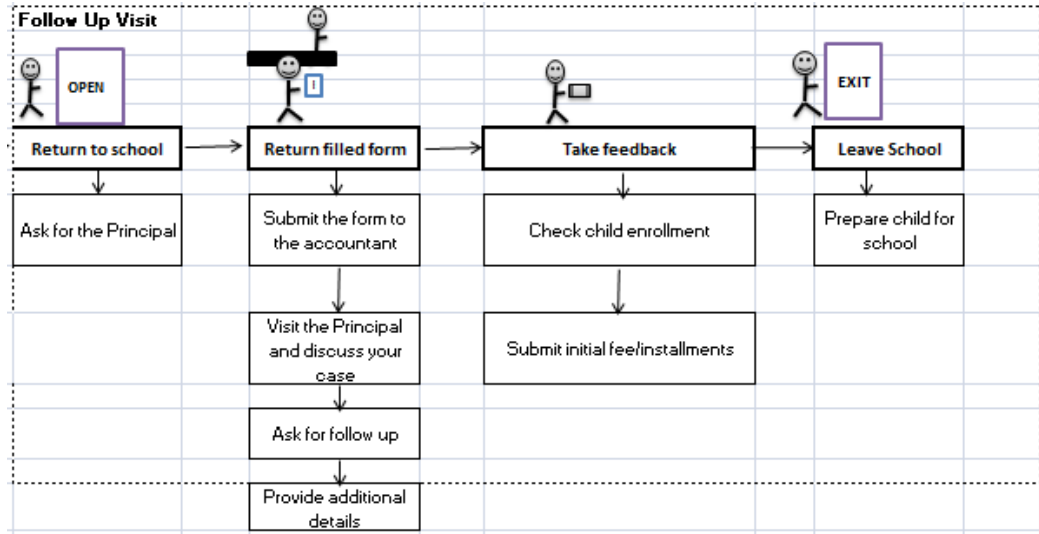 Follow Up Visit
OPEN
I
EXIT
Return to school
Return filled form
Take feedback
Leave School
Ask for the Principal
Submit the form to
the accountant
Check child enrollment
Prepare child for
school
Visit the Principal
and discuss your
case
Submit initial fee/installments
Ask for follow up
Provide additional
details